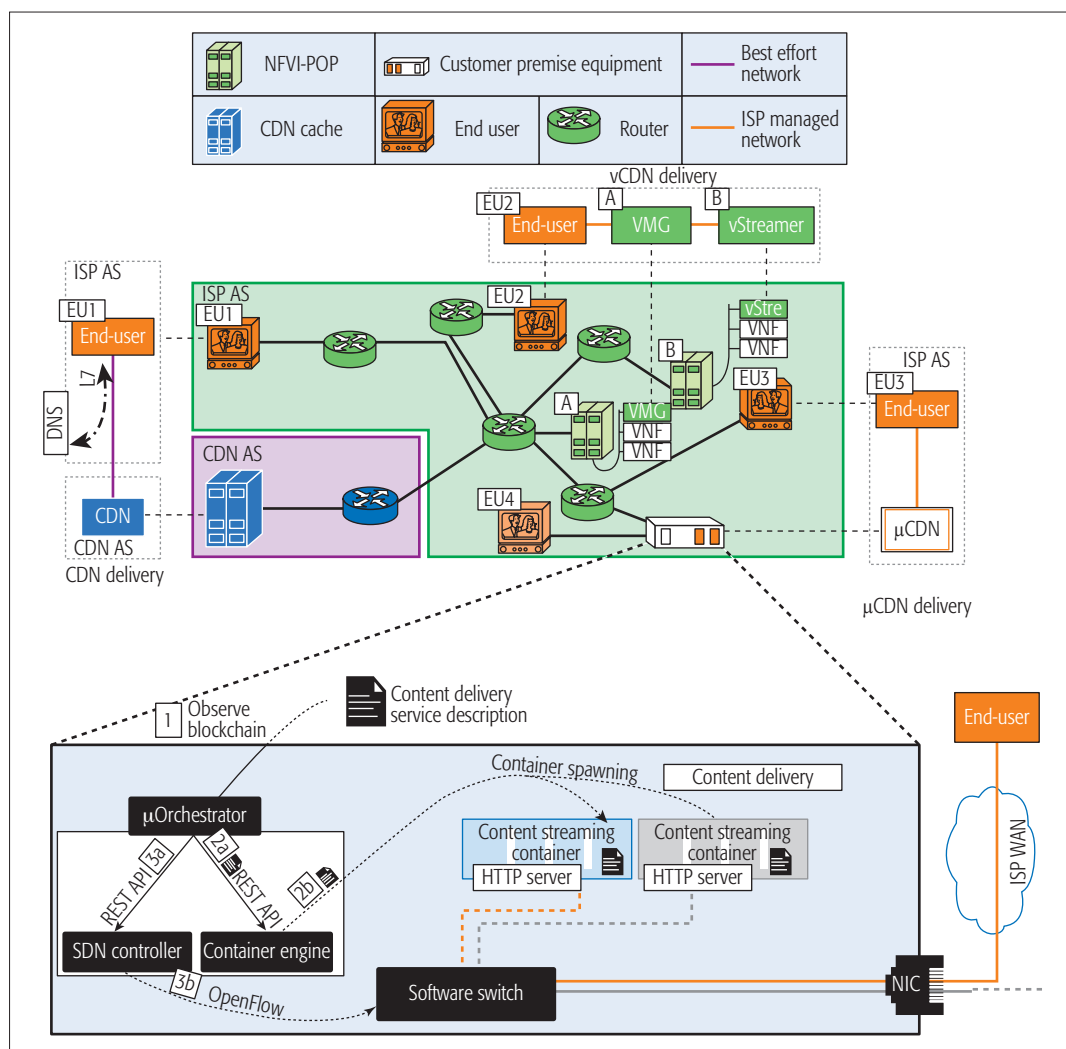 NFVI-POP
Customer premise equipment
Best effort
network
CDN cache
End user
Router
ISP managed
network
vCDN delivery
EU2
End-user
A
VMG
B
vStreamer
ISP AS
EU1
End-user
L7
DNS
CDN
CDN AS
CDN delivery
ISP AS
EU1
EU2
vStre
VNF
VNF
B
EU3
A
VMG
VNF
VNF
CDN AS
EU4
ISP AS
EU3
End-user
μCDN
μCDN delivery
1
Observe
blockchain
Content delivery
service description
End-user
Container spawning
Content delivery
μOrchestrator
Content streaming
container
HTTP server
Content streaming
container
HTTP server
REST API
3a
2a
REST API
2b
ISP WAN
SDN controller
Container engine
3b
OpenFlow
Software switch
NIC